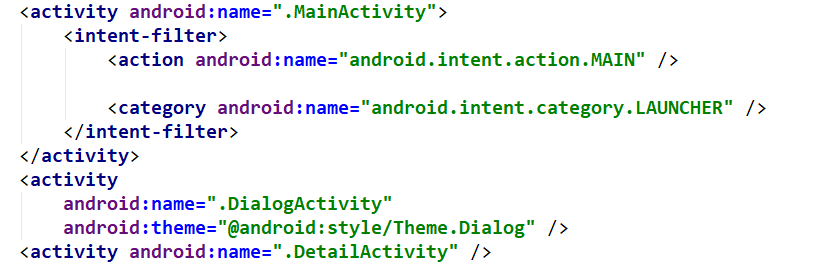 <activity android:name=".MainActivity">
<intent-filter>
<action android:name="android.intent.action.MAIN" />
<category android:name="android.intent.category.LAUNCHER" />
</intent-filter>
</activity>
<activity
android:name=".DialogActivity"
android:theme="@android:style/Theme.Dialog" />
<activity android:name=".DetailActivity" />